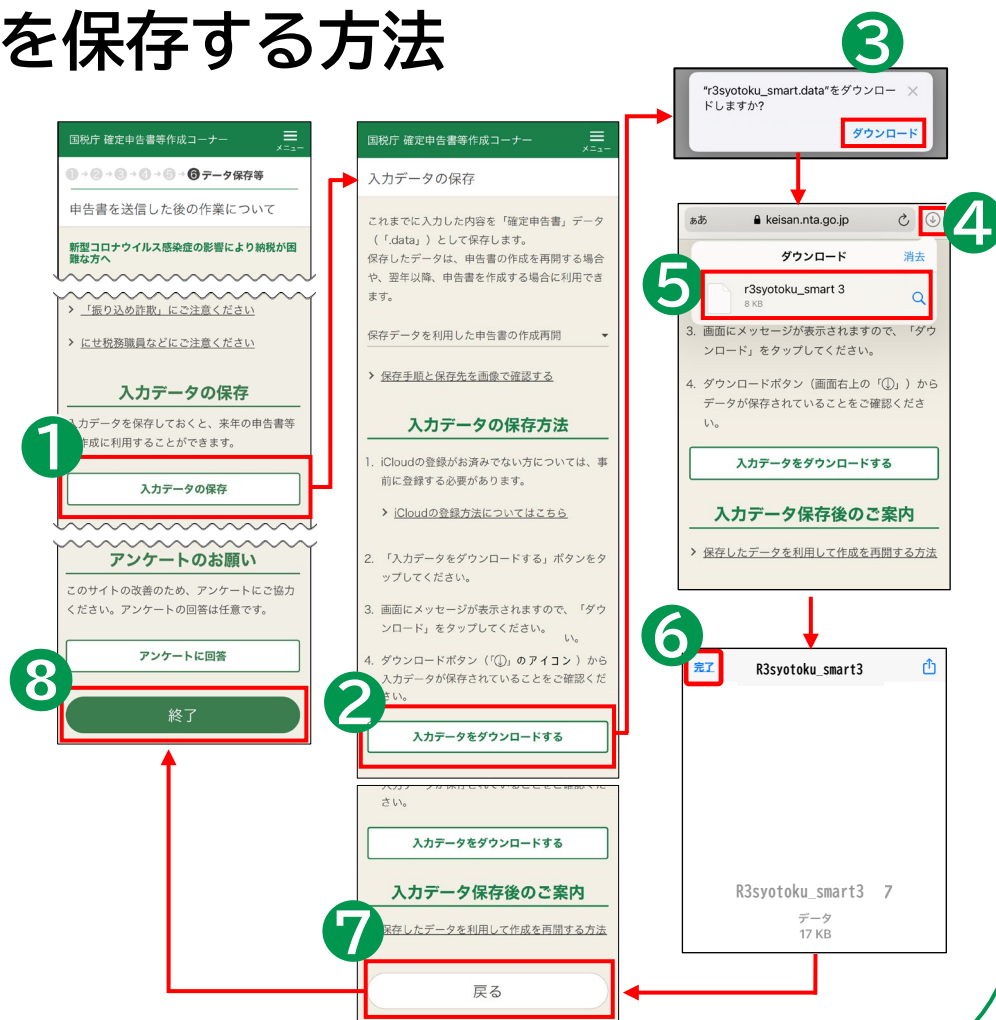 を保存する方法
国税庁 確定申告書等作成コーナー
メニュー
1→2→3→4→5→6 データ保存等
申告書を送信した後の作業について
新型コロナウイルス感染症の影響により納税が困
難な方へ
> 「振り込め詐欺」にご注意ください
> にせ税務職員などにご注意ください
入力データの保存
入力データを保存しておくと、来年の申告書等
作成に利用することができます。
1
入力データの保存
アンケートのお願い
このサイトの改善のため、アンケートにご協力
ください。アンケートの回答は任意です。
アンケートに回答
8
終了
国税庁 確定申告書等作成コーナー
メニュー
入力データの保存
これまでに入力した内容を「確定申告書」データ
(「.data」)として保存します。
保存したデータは、申告書の作成を再開する場合
や、翌年以降、申告書を作成する場合に利用でき
ます。
保存データを利用した申告書の作成再開
> 保存手順と保存先を画像で確認する
入力データの保存方法
1. iCloudの登録がお済みでない方については、事
前に登録する必要があります。
> iCloudの登録方法についてはこちら
2. 「入力データをダウンロードする」ボタンをタ
ップしてください。
3. 画面にメッセージが表示されますので、「ダウ
ンロード」をタップしてください。
い。
4. ダウンロードボタン(「↓」のアイコン)から
入力データが保存されていることをご確認くだ
さい。
2
入力データをダウンロードする
さい。
入力データをダウンロードする
入力データ保存後のご案内
7
保存したデータを利用して作成を再開する方法
戻る
3
"r3syotoku_smart.data"をダウンロー
ドしますか?
ダウンロード
4
ぁあ keisan.nta.go.jp
ダウンロード 消去
5
r3syotoku_smart 3
8 KB
3. 画面にメッセージが表示されますので、「ダウ
ンロード」をタップしてください。
4. ダウンロードボタン(画面右上の「↓」)から
データが保存されていることをご確認くださ
い。
入力データをダウンロードする
入力データ保存後のご案内
> 保存したデータを利用して作成を再開する方法
6
完了 R3syotoku_smart3
R3syotoku_smart3 7
データ
17 KB